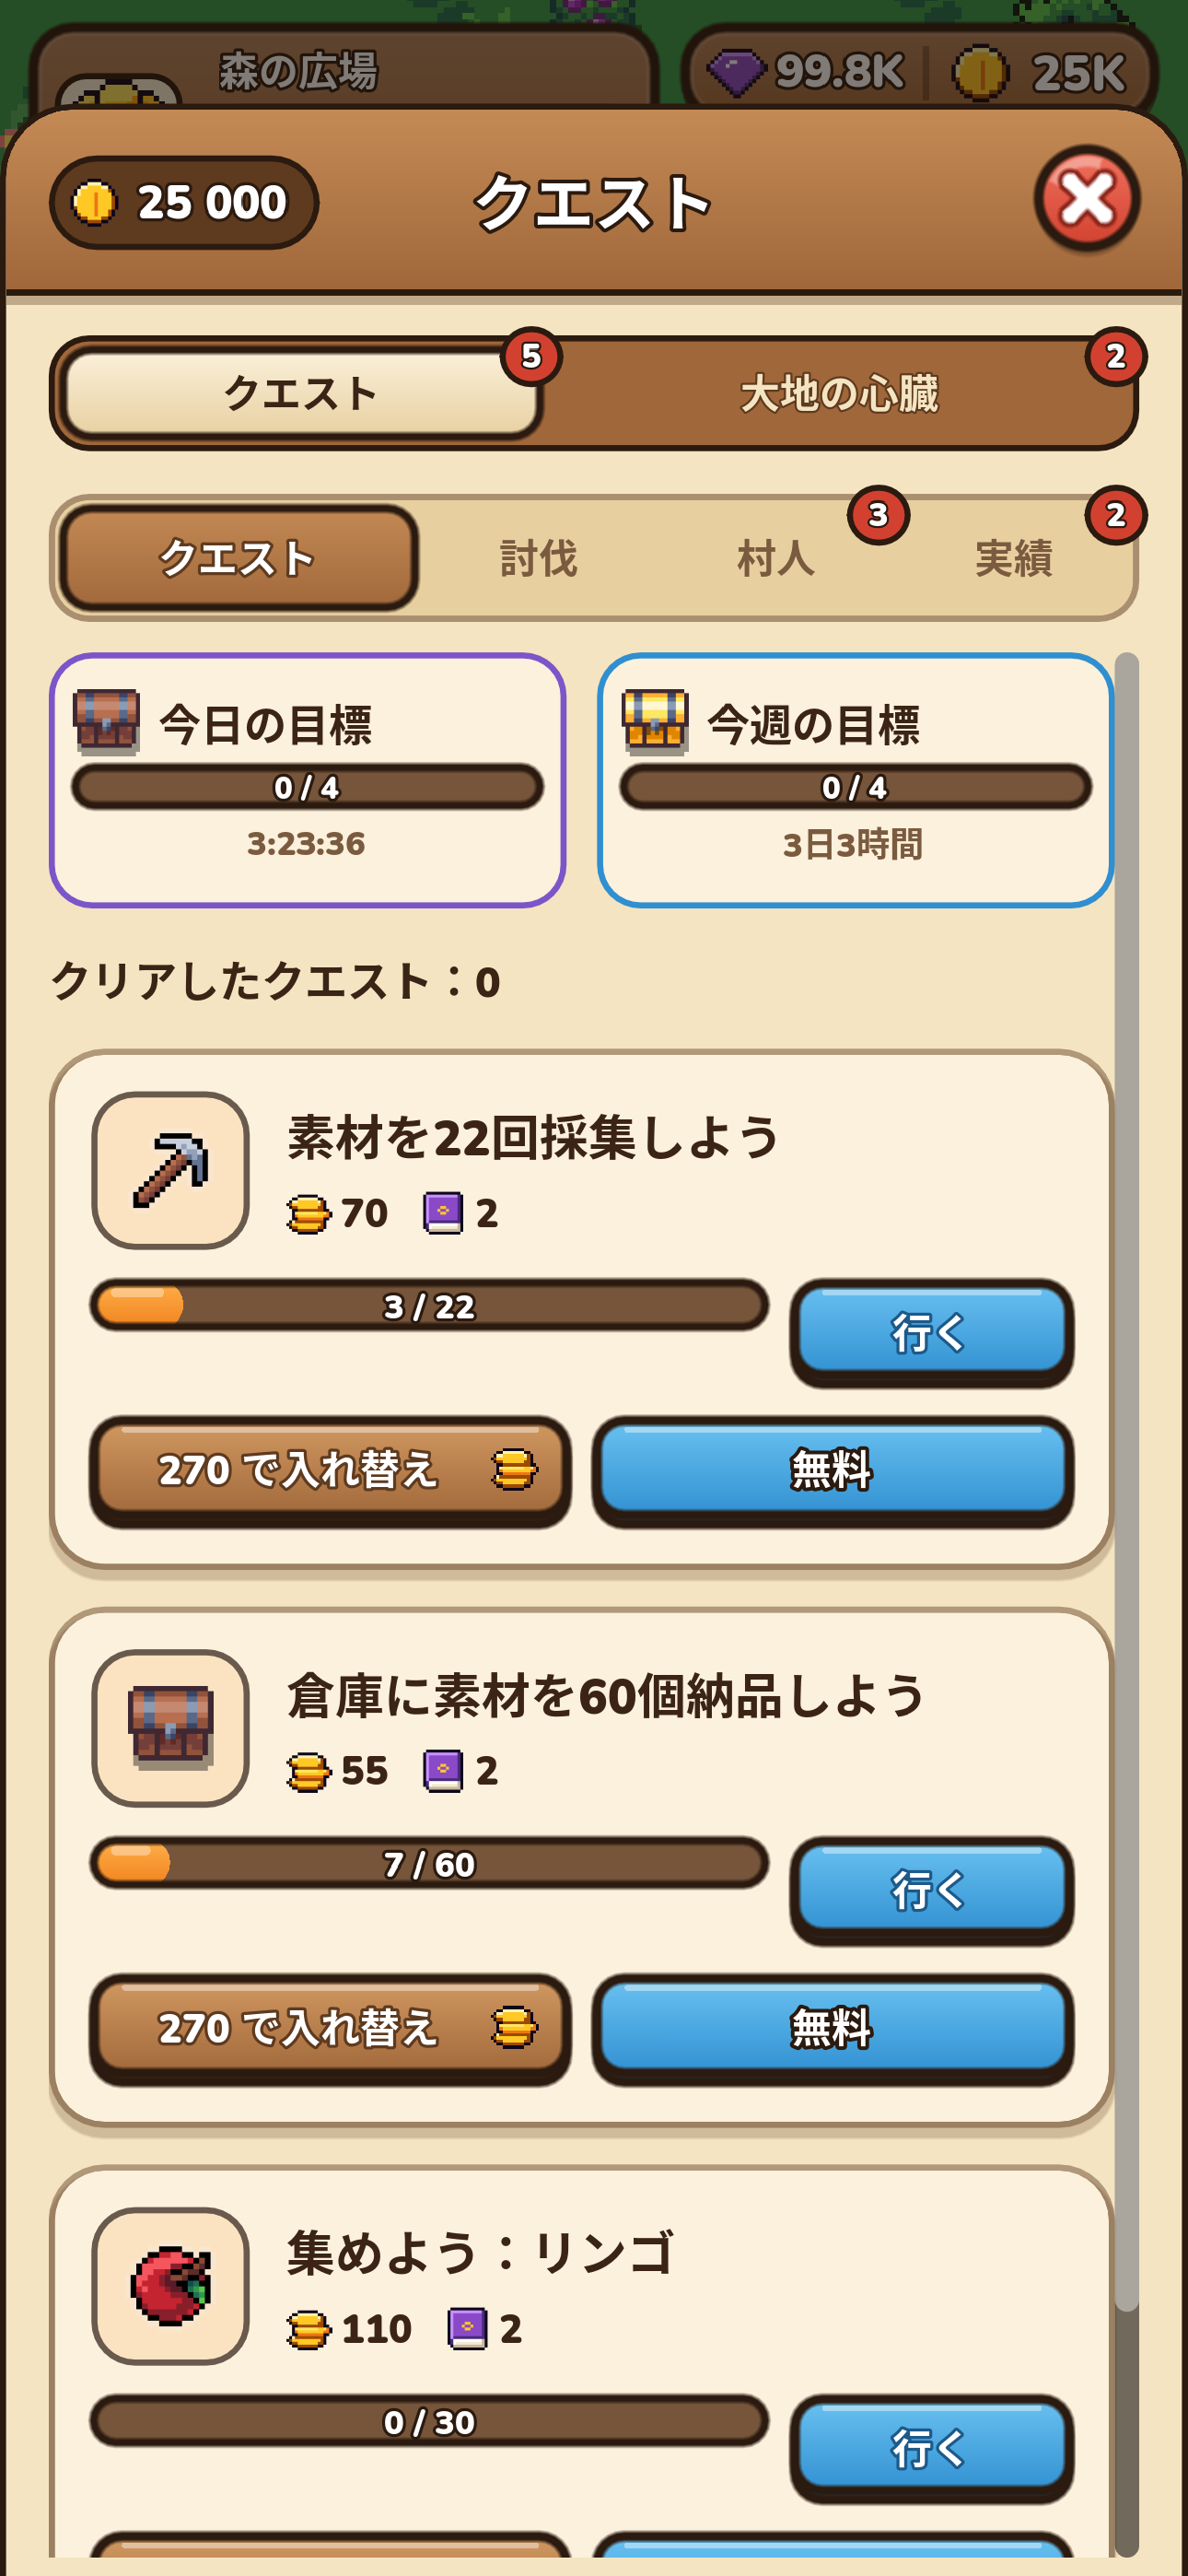 森の広場
99.8K
25K
25 000
クエスト
クエスト
5
大地の心臓
2
クエスト
討伐
村人
3
実績
2
今日の目標
0 / 4
3:23:36
今週の目標
0 / 4
3日3時間
クリアしたクエスト：0
素材を22回採集しよう
70
2
3 / 22
行く
270 で入れ替え
無料
倉庫に素材を60個納品しよう
55
2
7 / 60
行く
270 で入れ替え
無料
集めよう：リンゴ
110
2
0 / 30
行く